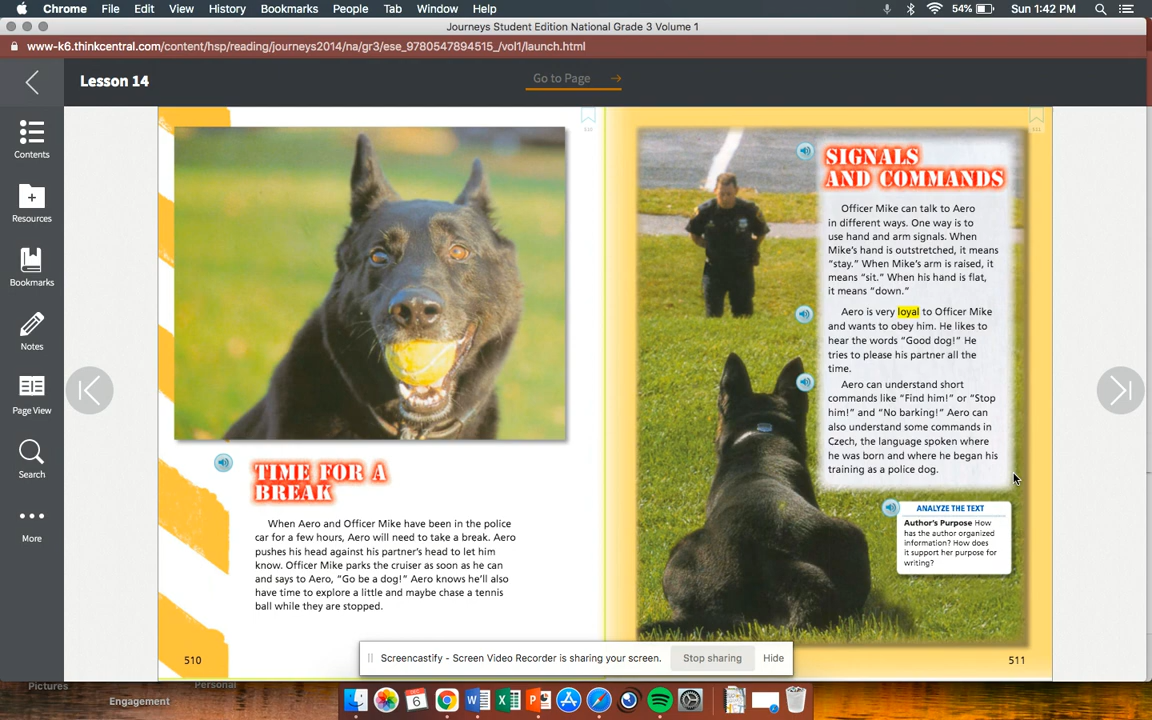 Chrome File Edit View History Bookmarks People Tab Window Help 54% Sun 1:42 PM
Journeys Student Edition National Grade 3 Volume 1
www-k6.thinkcentral.com/content/hsp/reading/journeys2014/na/gr3/ese_9780547894515_/vol1/launch.html
Lesson 14
Go to Page
Contents
Resources
Bookmarks
Notes
Page View
Search
More
510
TIME FOR A
BREAK
When Aero and Officer Mike have been in the police
car for a few hours, Aero will need to take a break. Aero
pushes his head against his partner's head to let him
know. Officer Mike parks the cruiser as soon as he can
and says to Aero, "Go be a dog!" Aero knows he'll also
have time to explore a little and maybe chase a tennis
ball while they are stopped.
510
511
SIGNALS
AND COMMANDS
Officer Mike can talk to Aero
in different ways. One way is to
use hand and arm signals. When
Mike's hand is outstretched, it means
"stay." When Mike's arm is raised, it
means "sit." When his hand is flat,
it means "down."
Aero is very loyal to Officer Mike
and wants to obey him. He likes to
hear the words "Good dog!" He
tries to please his partner all the
time.
Aero can understand short
commands like "Find him!" or "Stop
him!" and "No barking!" Aero can
also understand some commands in
Czech, the language spoken where
he was born and where he began his
training as a police dog.
ANALYZE THE TEXT
Author's Purpose How
has the author organized
information? How does
it support her purpose for
writing?
511
Screencastify - Screen Video Recorder is sharing your screen. Stop sharing Hide
Pictures
Personal
Engagement
6